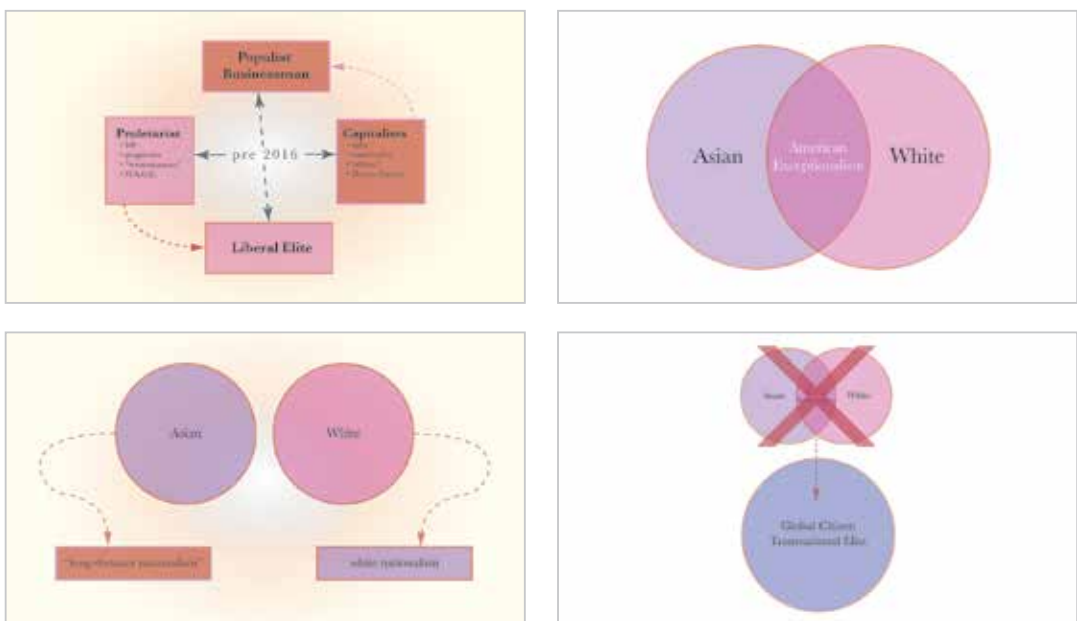 Populist
Businessman
Proletariat
pre 2016
Capitalists
Liberal Elite
Asian
American
Exceptionalism
White
Asian
White
"long-distance nationalism"
white nationalism
Asian
White
Global Citizen
Transnational Elite